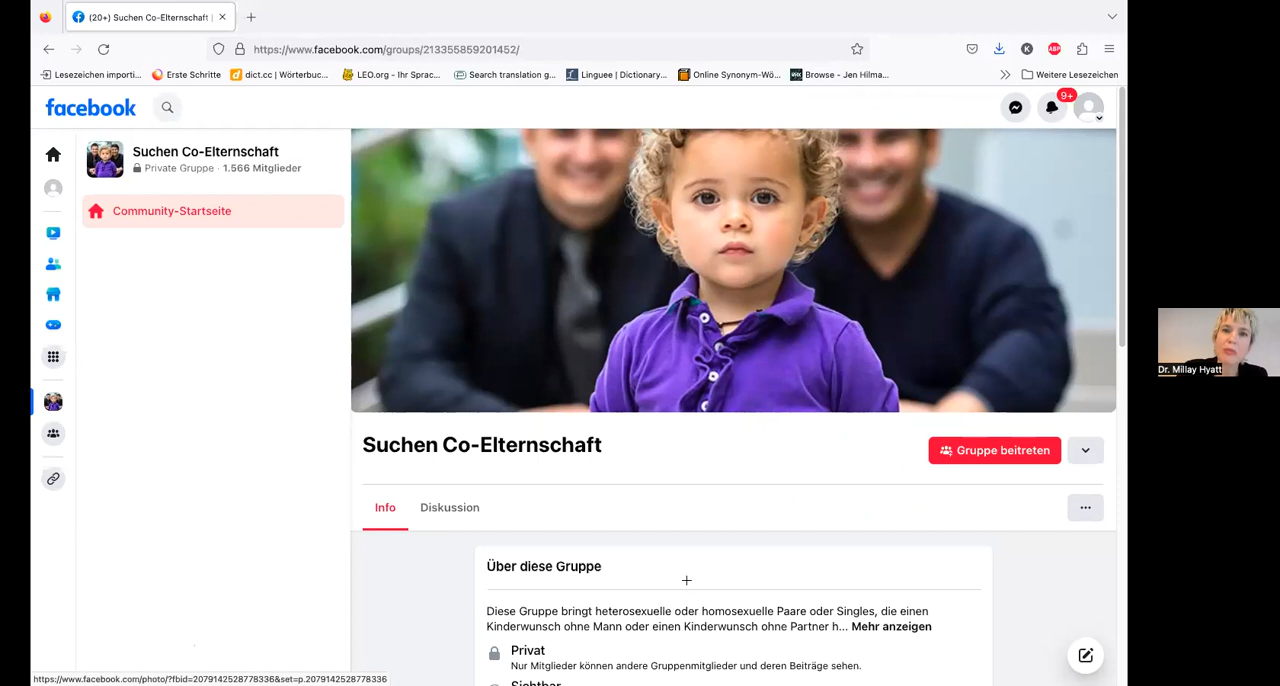 (20+) Suchen Co-Elternschaft |
https://www.facebook.com/groups/213355859201452/
Lesezeichen importi... Erste Schritte dict.cc | Wörterbuc... LEO.org - Ihr Sprac... Search translation g... Linguee | Dictionary... Online Synonym-Wö... Browse - Jen Hilma... Weitere Lesezeichen
ABP
K
facebook
9+
Suchen Co-Elternschaft
Private Gruppe · 1.566 Mitglieder
Community-Startseite
Dr. Millay Hyatt
Suchen Co-Elternschaft
Gruppe beitreten
Info Diskussion
Über diese Gruppe
Diese Gruppe bringt heterosexuelle oder homosexuelle Paare oder Singles, die einen
Kinderwunsch ohne Mann oder einen Kinderwunsch ohne Partner h... Mehr anzeigen
Privat
Nur Mitglieder können andere Gruppenmitglieder und deren Beiträge sehen.
Sichtbar
https://www.facebook.com/photo/?fbid=2079142528778336&set=p.2079142528778336